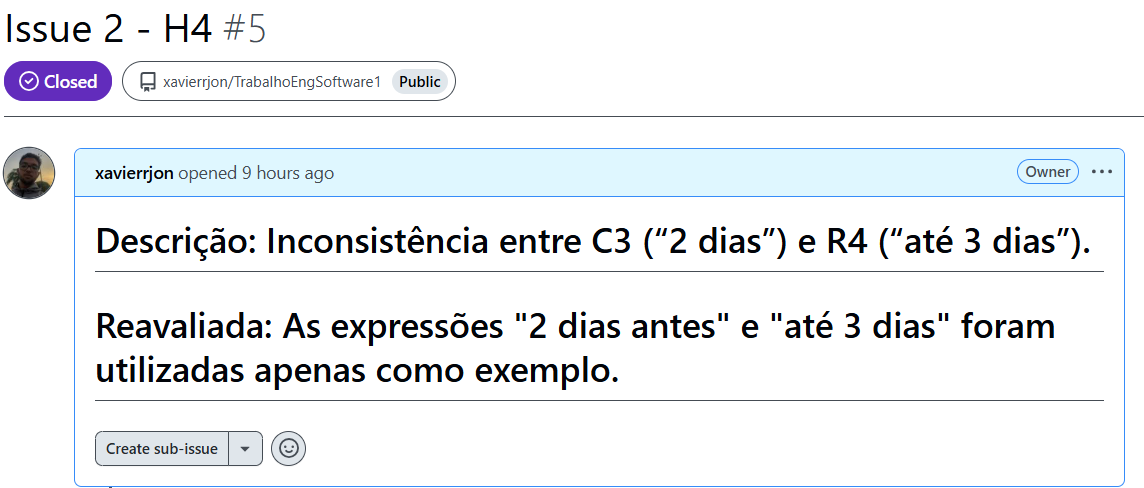 Issue 2 - H4 #5
Closed xavierrjon/TrabalhoEngSoftware1 Public
xavierrjon opened 9 hours ago Owner
Descrição: Inconsistência entre C3 (“2 dias”) e R4 (“até 3 dias”).
Reavaliada: As expressões "2 dias antes" e "até 3 dias" foram
utilizadas apenas como exemplo.
Create sub-issue